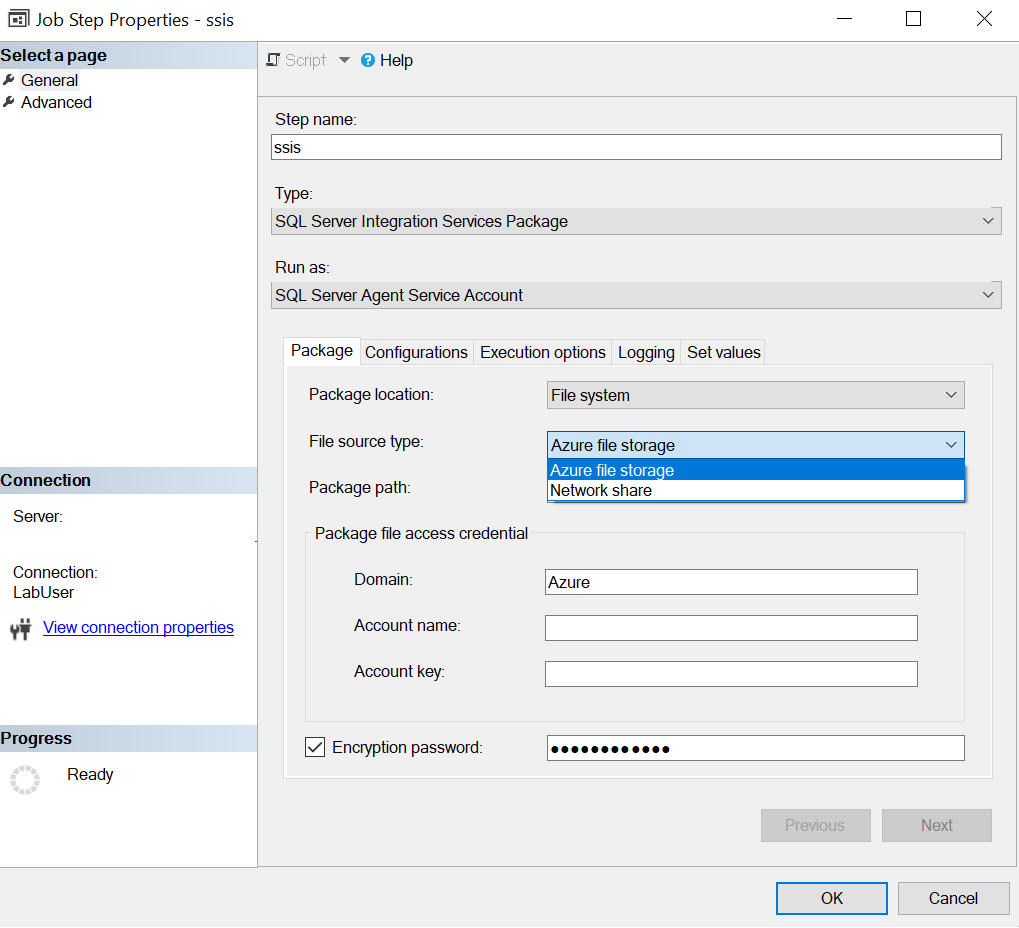 Job Step Properties - ssis
Select a page
General
Advanced
Script
Help
Step name:
ssis
Type:
SQL Server Integration Services Package
Run as:
SQL Server Agent Service Account
Package Configurations Execution options Logging Set values
Package location: File system
File source type: Azure file storage
Azure file storage
Network share
Package path:
Package file access credential
Domain: Azure
Account name:
Account key:
Encryption password: ●●●●●●●●●●●●
Connection
Server:
Connection:
LabUser
View connection properties
Progress
Ready
Previous Next
OK Cancel